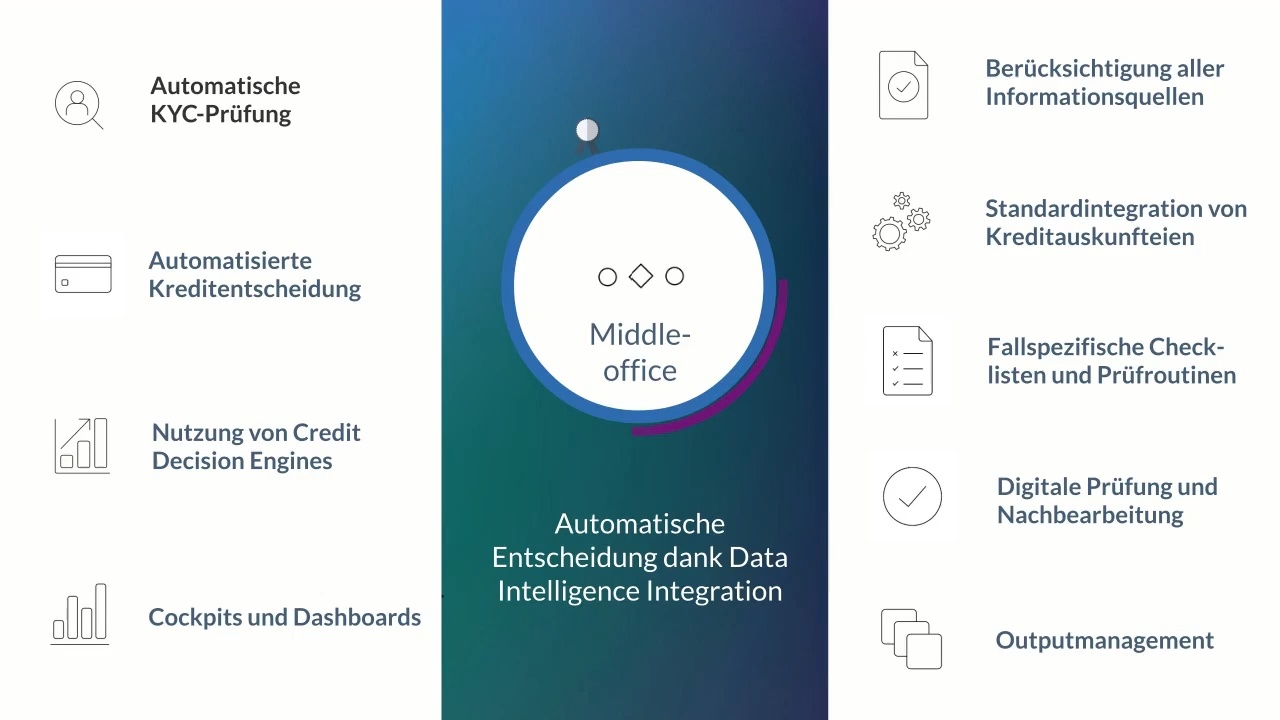 Automatische
KYC-Prüfung
Automatisierte
Kreditentscheidung
Nutzung von Credit
Decision Engines
Cockpits und Dashboards
Middle-
office
Automatische
Entscheidung dank Data
Intelligence Integration
Berücksichtigung aller
Informationsquellen
Standardintegration von
Kreditauskunfteien
Fallspezifische Check-
listen und Prüfroutinen
Digitale Prüfung und
Nachbearbeitung
Outputmanagement